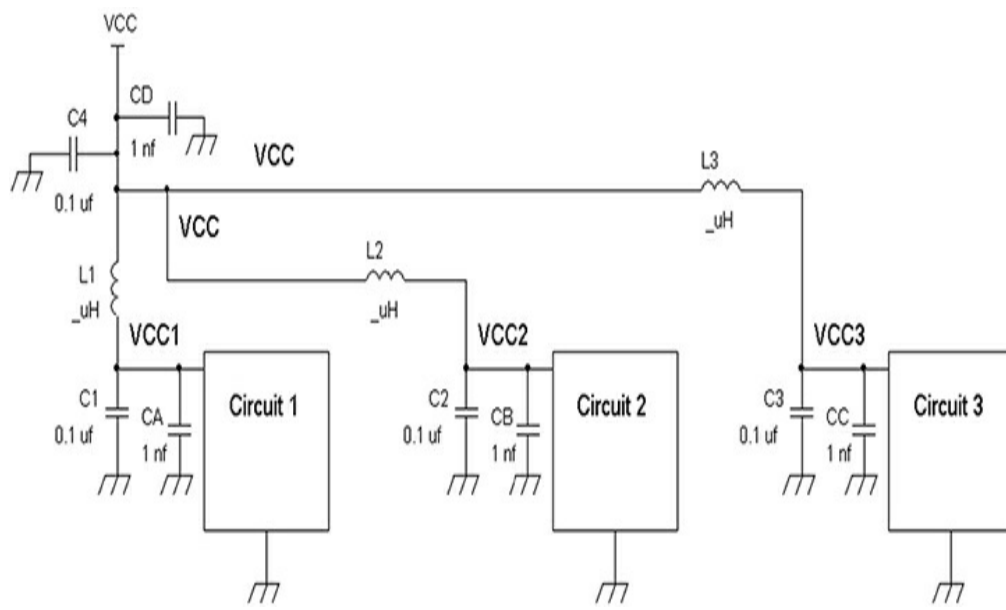 VCC
CD
C4
1 nf
VCC
L3
0.1 uf
VCC
_uH
L2
L1
_uH
_uH
VCC1
VCC2
VCC3
C1
Circuit 1
C2
Circuit 2
C3
Circuit 3
CA
CB
CC
0.1 uf
0.1 uf
0.1 uf
1 nf
1 nf
1 nf